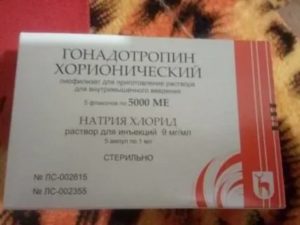 ГОНАДОТРОПИН
ХОРИОНИЧЕСКИЙ
лиофилизат для приготовления раствора
для внутримышечного введения
5 флаконов по 5000 МЕ
НАТРИЯ ХЛОРИД
раствор для инъекций 9 мг/мл
5 ампул по 1 мл
СТЕРИЛЬНО
№ ЛС-002615
№ ЛС-002355